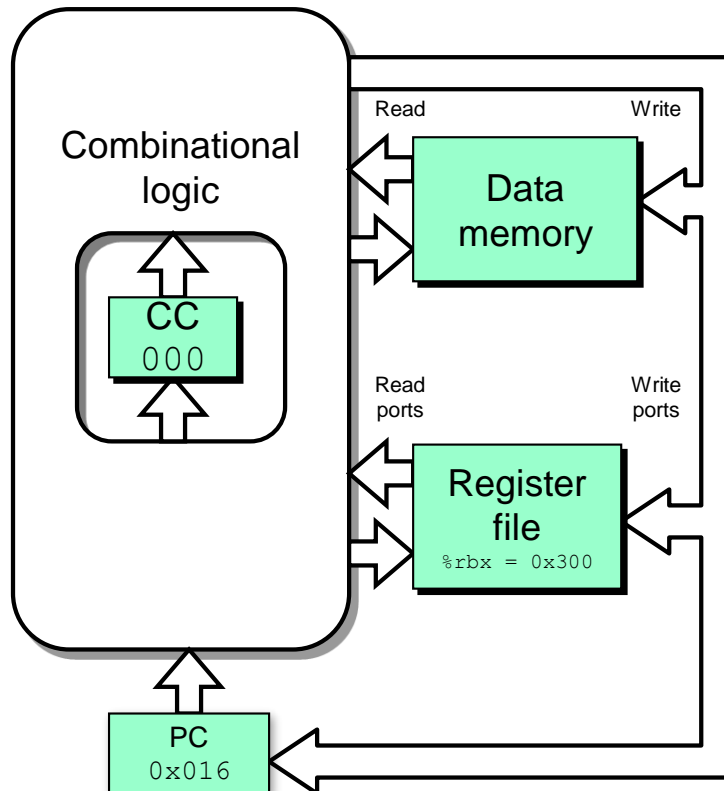 Combinational
logic
CC
000
Read
Write
Data
memory
Read
ports
Write
ports
Register
file
%rbx = 0x300
PC
0x016